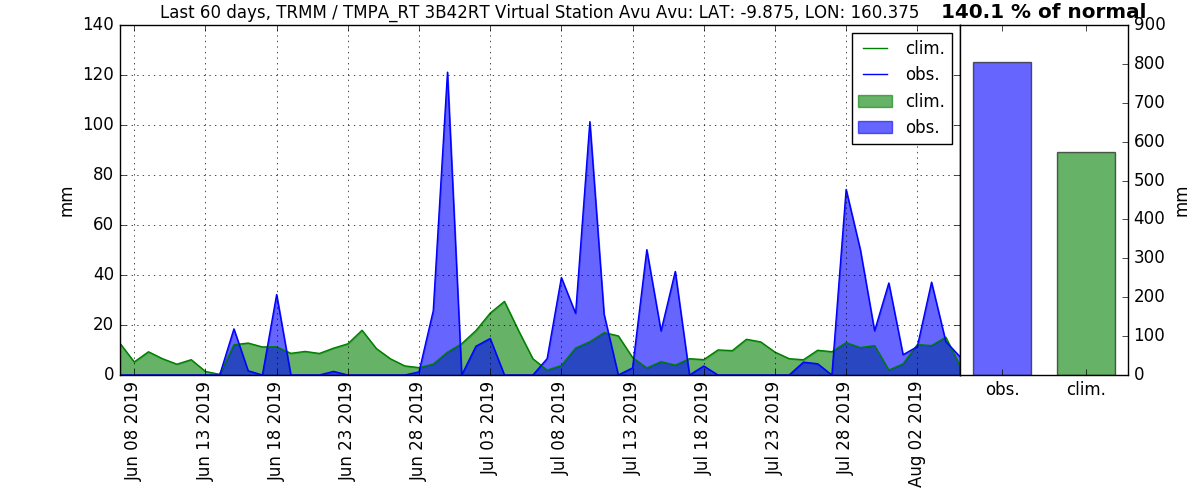 Last 60 days, TRMM / TMPA_RT 3B42RT Virtual Station Avu Avu: LAT: -9.875, LON: 160.375
140.1 % of normal
mm
140
120
100
80
60
40
20
0
clim.
obs.
clim.
obs.
Jun 08 2019
Jun 13 2019
Jun 18 2019
Jun 23 2019
Jun 28 2019
Jul 03 2019
Jul 08 2019
Jul 13 2019
Jul 18 2019
Jul 23 2019
Jul 28 2019
Aug 02 2019
900
800
700
600
500
400
300
200
100
0
mm
obs.
clim.